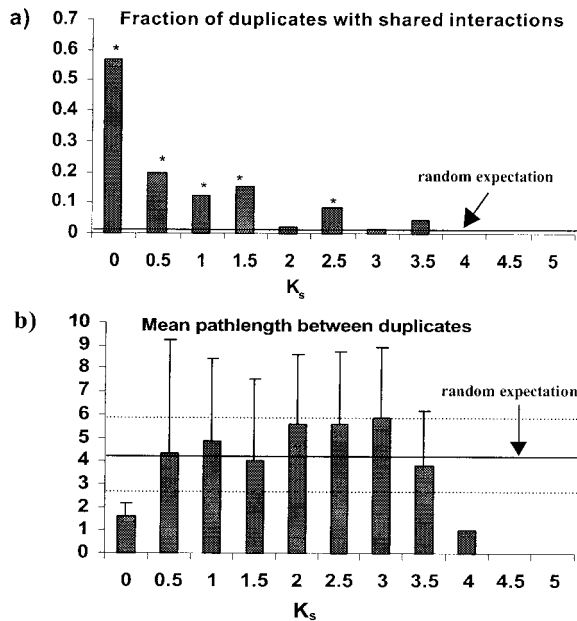 a)
Fraction of duplicates with shared interactions
0.7
0.6
0.5
0.4
0.3
0.2
0.1
0
* * * * *
random expectation
0 0.5 1 1.5 2 2.5 3 3.5 4 4.5 5
Ks
b)
Mean pathlength between duplicates
10
9
8
7
6
5
4
3
2
1
0
random expectation
0 0.5 1 1.5 2 2.5 3 3.5 4 4.5 5
Ks